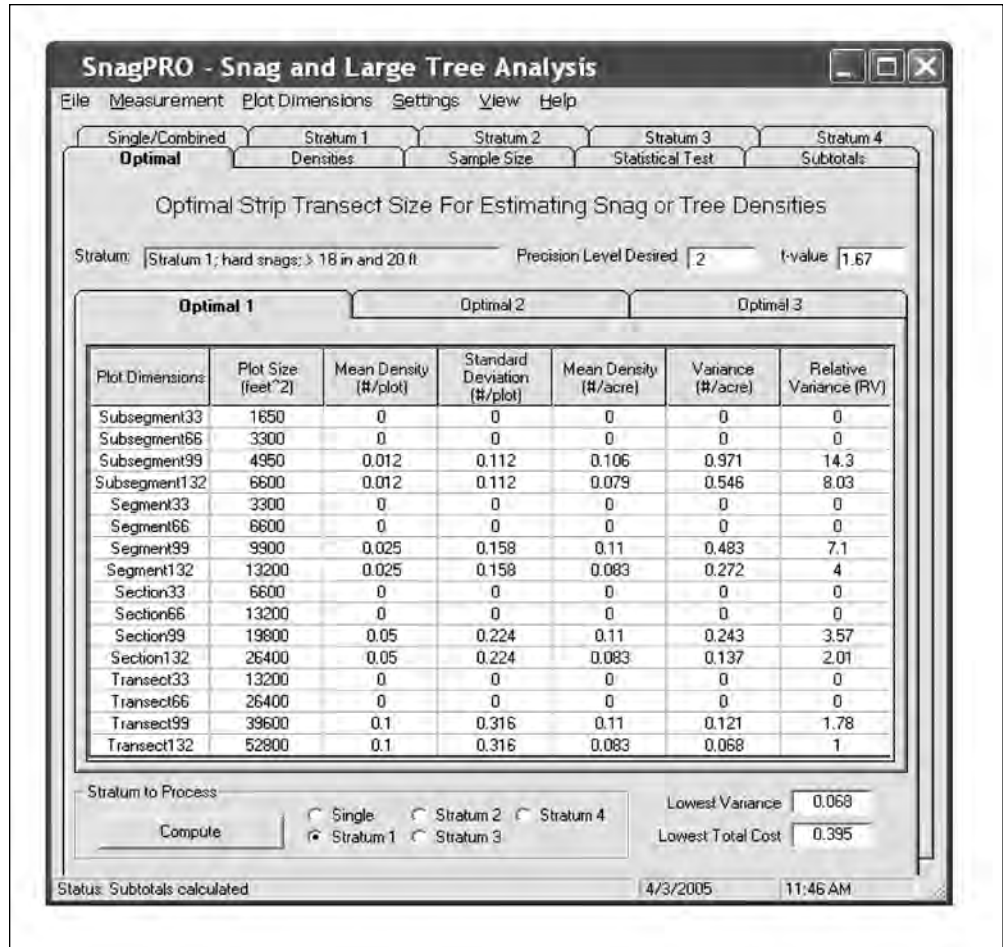 SnagPRO - Snag and Large Tree Analysis
File Measurement Plot Dimensions Settings View Help
Single/Combined Stratum 1 Stratum 2 Stratum 3 Stratum 4
Optimal Densities Sample Size Statistical Test Subtotals
Optimal Strip Transect Size For Estimating Snag or Tree Densities
Stratum: Stratum 1; hard snags; > 18 in and 20 ft Precision Level Desired .2 t-value 1.67
Optimal 1 Optimal 2 Optimal 3
Plot Dimensions Plot Size (feet^2) Mean Density (#/plot) Standard Deviation (#/plot) Mean Density (#/acre) Variance (#/acre) Relative Variance (RV)
Subsegment33 1650 0 0 0 0 0
Subsegment66 3300 0 0 0 0 0
Subsegment99 4950 0.012 0.112 0.106 0.971 14.3
Subsegment132 6600 0.012 0.112 0.079 0.546 8.03
Segment33 3300 0 0 0 0 0
Segment66 6600 0 0 0 0 0
Segment99 9900 0.025 0.158 0.11 0.483 7.1
Segment132 13200 0.025 0.158 0.083 0.272 4
Section33 6600 0 0 0 0 0
Section66 13200 0 0 0 0 0
Section99 19800 0.05 0.224 0.11 0.243 3.57
Section132 26400 0.05 0.224 0.083 0.137 2.01
Transect33 13200 0 0 0 0 0
Transect66 26400 0 0 0 0 0
Transect99 39600 0.1 0.316 0.11 0.121 1.78
Transect132 52800 0.1 0.316 0.083 0.068 1
Stratum to Process
Compute
Single Stratum 2 Stratum 4
Stratum 1 Stratum 3
Lowest Variance 0.068
Lowest Total Cost 0.395
Status: Subtotals calculated 4/3/2005 11:46 AM